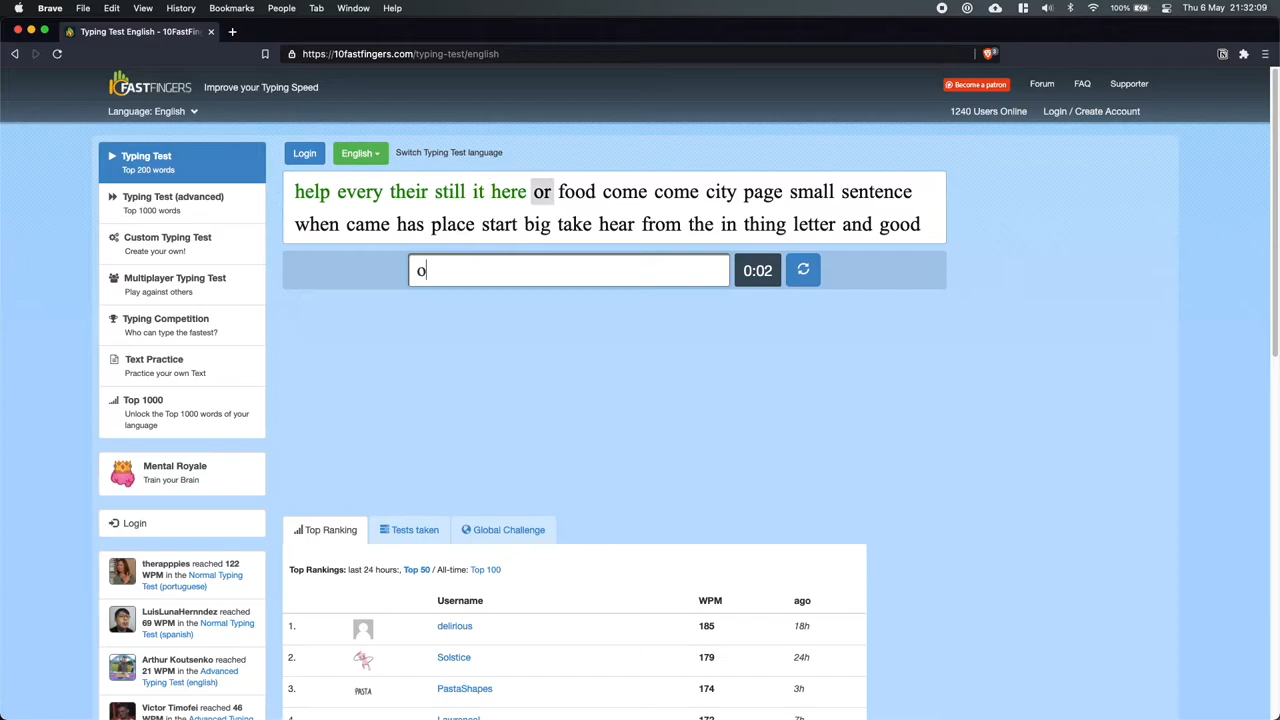 Brave File Edit View History Bookmarks People Tab Window Help 100% Thu 6 May 21:32:09
Typing Test English - 10FastFin
https://10fastfingers.com/typing-test/english 3
FASTFINGERS Improve your Typing Speed
Become a patron Forum FAQ Supporter
Language: English
1240 Users Online Login / Create Account
Typing Test
Top 200 words
Typing Test (advanced)
Top 1000 words
Custom Typing Test
Create your own!
Multiplayer Typing Test
Play against others
Typing Competition
Who can type the fastest?
Text Practice
Practice your own Text
Top 1000
Unlock the Top 1000 words of your
language
Mental Royale
Train your Brain
Login
therapppies reached 122
WPM in the Normal Typing
Test (portuguese)
LuisLunaHernndez reached
69 WPM in the Normal Typing
Test (spanish)
Arthur Koutsenko reached
21 WPM in the Advanced
Typing Test (english)
Victor Timofei reached 46
WPM in the Advanced Typing
Login English Switch Typing Test language
help every their still it here or food come come city page small sentence
when came has place start big take hear from the in thing letter and good
o 0:02
Top Ranking Tests taken Global Challenge
Top Rankings: last 24 hours:, Top 50 / All-time: Top 100
Username WPM ago
1. delirious 185 18h
2. Solstice 179 24h
3. PASTA PastaShapes 174 3h